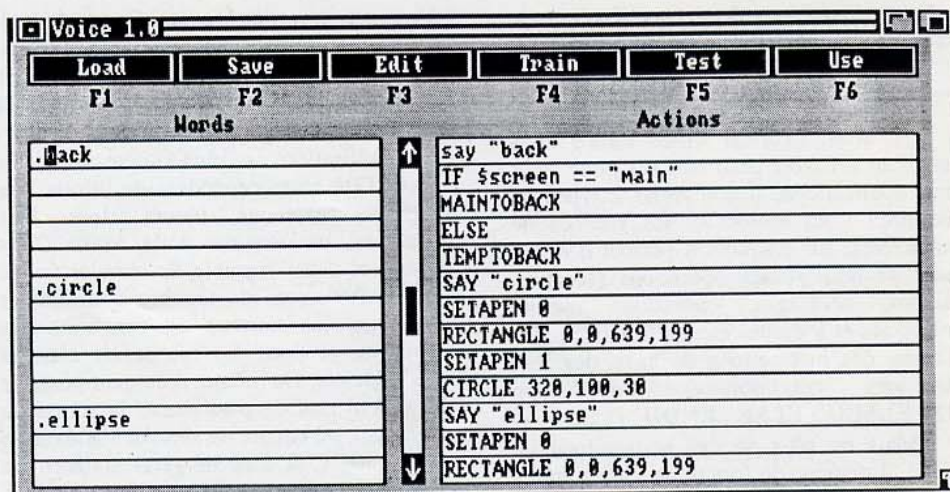 Voice 1.0
Load Save Edit Train Test Use
F1 F2 F3 F4 F5 F6
Words Actions
.back say "back"
IF $screen == "main"
MAINTOBACK
ELSE
TEMPTOBACK
.circle SAY "circle"
SETAPEN 0
RECTANGLE 0,0,639,199
SETAPEN 1
CIRCLE 320,100,30
.ellipse SAY "ellipse"
SETAPEN 0
RECTANGLE 0,0,639,199